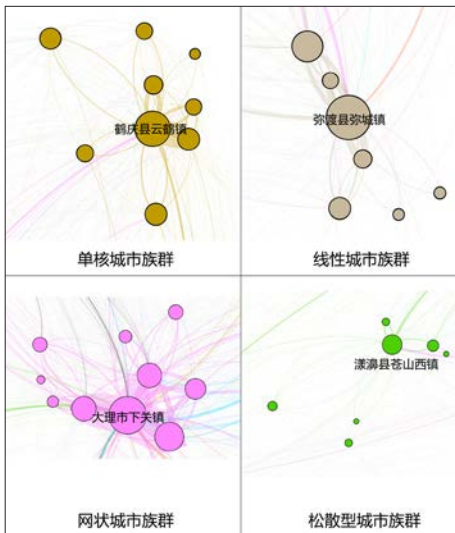 鹤庆县云鹤镇
弥渡县弥城镇
单核城市族群
线性城市族群
大理市下关镇
漾濞县苍山西镇
网状城市族群
松散型城市族群